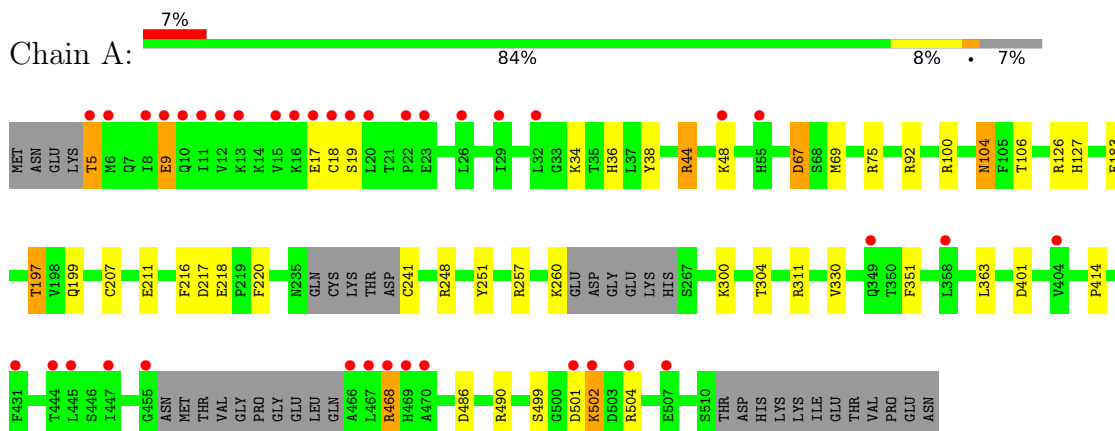 7%
Chain A:
84% 8% • 7%
MET ASN GLU LYS T5 M6 Q7 I8 E9 Q10 I11 V12 K13 K14 V15 K16 E17 C18 S19 L20 T21 P22 E23 L26 I29 L32 G33 K34 T35 H36 L37 Y38 R44 K48 H55 D67 S68 M69 R75 R92 R100 N104 F105 T106 R126 H127
T197 V198 Q199 C207 E211 F216 D217 E218 P219 F220 N235 GLN CYS LYS THR ASP C241 R248 Y251 R257 K260 GLU ASP GLY GLU LYS HIS S267 K300 T304 R311 V330 Q349 T350 F351 L358 L363 D401 V404 P414
F431 T444 L445 S446 I447 G455 ASN MET THR VAL GLY PRO GLY GLU LEU GLN A466 L467 R468 H469 A470 D486 R490 S499 G500 D501 K502 D503 R504 E507 S510 THR ASP HIS LYS LYS ILE GLU THR VAL PRO GLU ASN